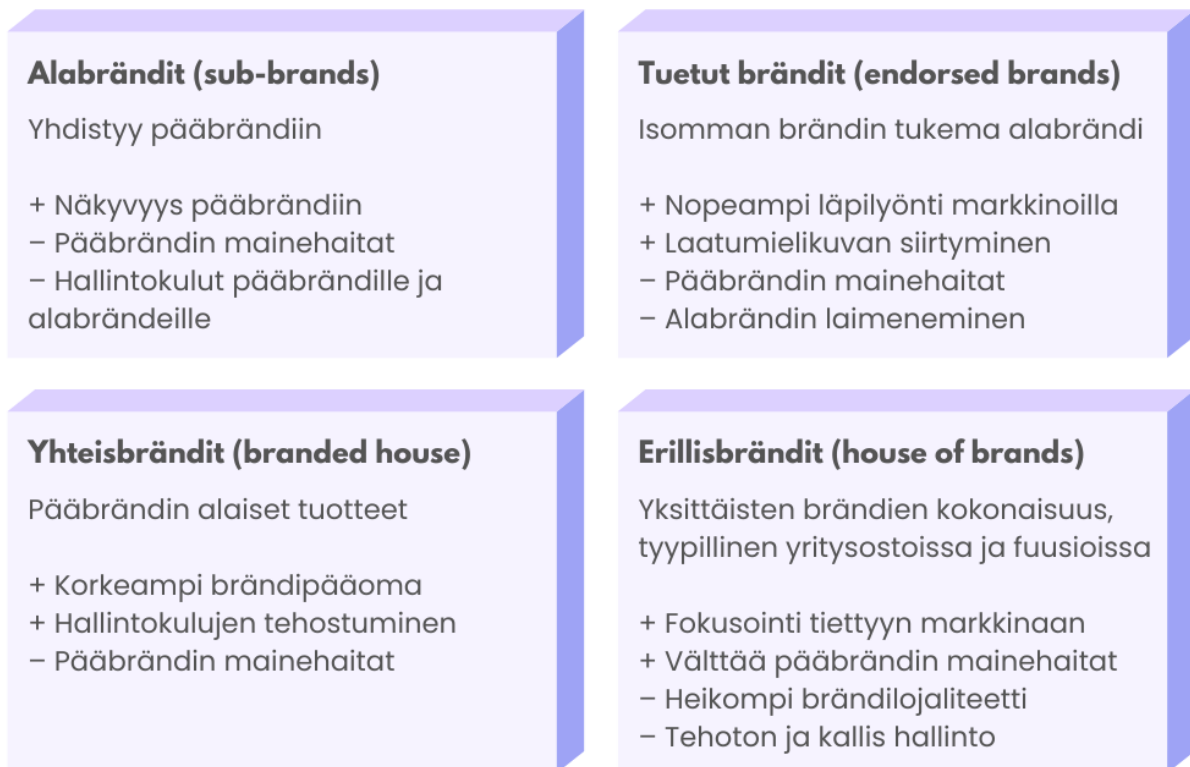 Alabrändit (sub-brands)
Yhdistyy pääbrändiin
+ Näkyvyys pääbrändiin
– Pääbrändin mainehaitat
– Hallintokulut pääbrändille ja
alabrändeille
Tuetut brändit (endorsed brands)
Isomman brändin tukema alabrändi
+ Nopeampi läpilyönti markkinoilla
+ Laatumielikuvan siirtyminen
– Pääbrändin mainehaitat
– Alabrändin laimeneminen
Yhteisbrändit (branded house)
Pääbrändin alaiset tuotteet
+ Korkeampi brändipääoma
+ Hallintokulujen tehostuminen
– Pääbrändin mainehaitat
Erillisbrändit (house of brands)
Yksittäisten brändien kokonaisuus,
tyypillinen yritysostoissa ja fuusioissa
+ Fokusointi tiettyyn markkinaan
+ Välttää pääbrändin mainehaitat
– Heikompi brändilojaliteetti
– Tehoton ja kallis hallinto